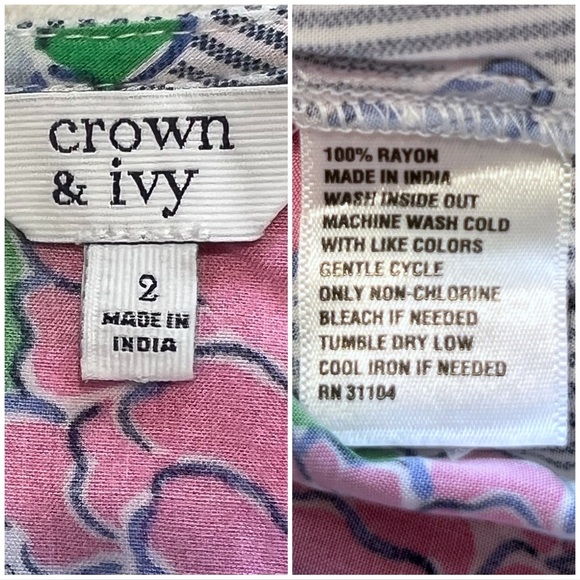 crown
& ivy
2
MADE IN
INDIA
100% RAYON
MADE IN INDIA
WASH INSIDE OUT
MACHINE WASH COLD
WITH LIKE COLORS
GENTLE CYCLE
ONLY NON-CHLORINE
BLEACH IF NEEDED
TUMBLE DRY LOW
COOL IRON IF NEEDED
RN 31104